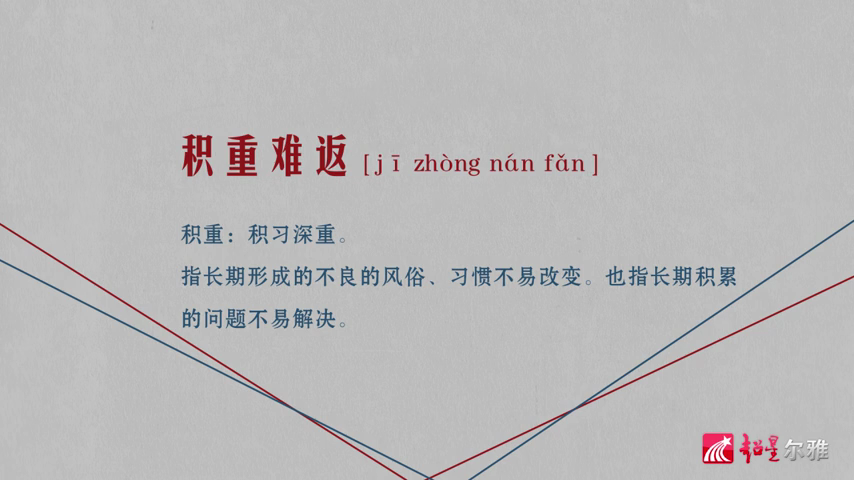 积重难返 [jī zhòng nán fǎn]
积重：积习深重。
指长期形成的不良的风俗、习惯不易改变。也指长期积累
的问题不易解决。
超星尔雅